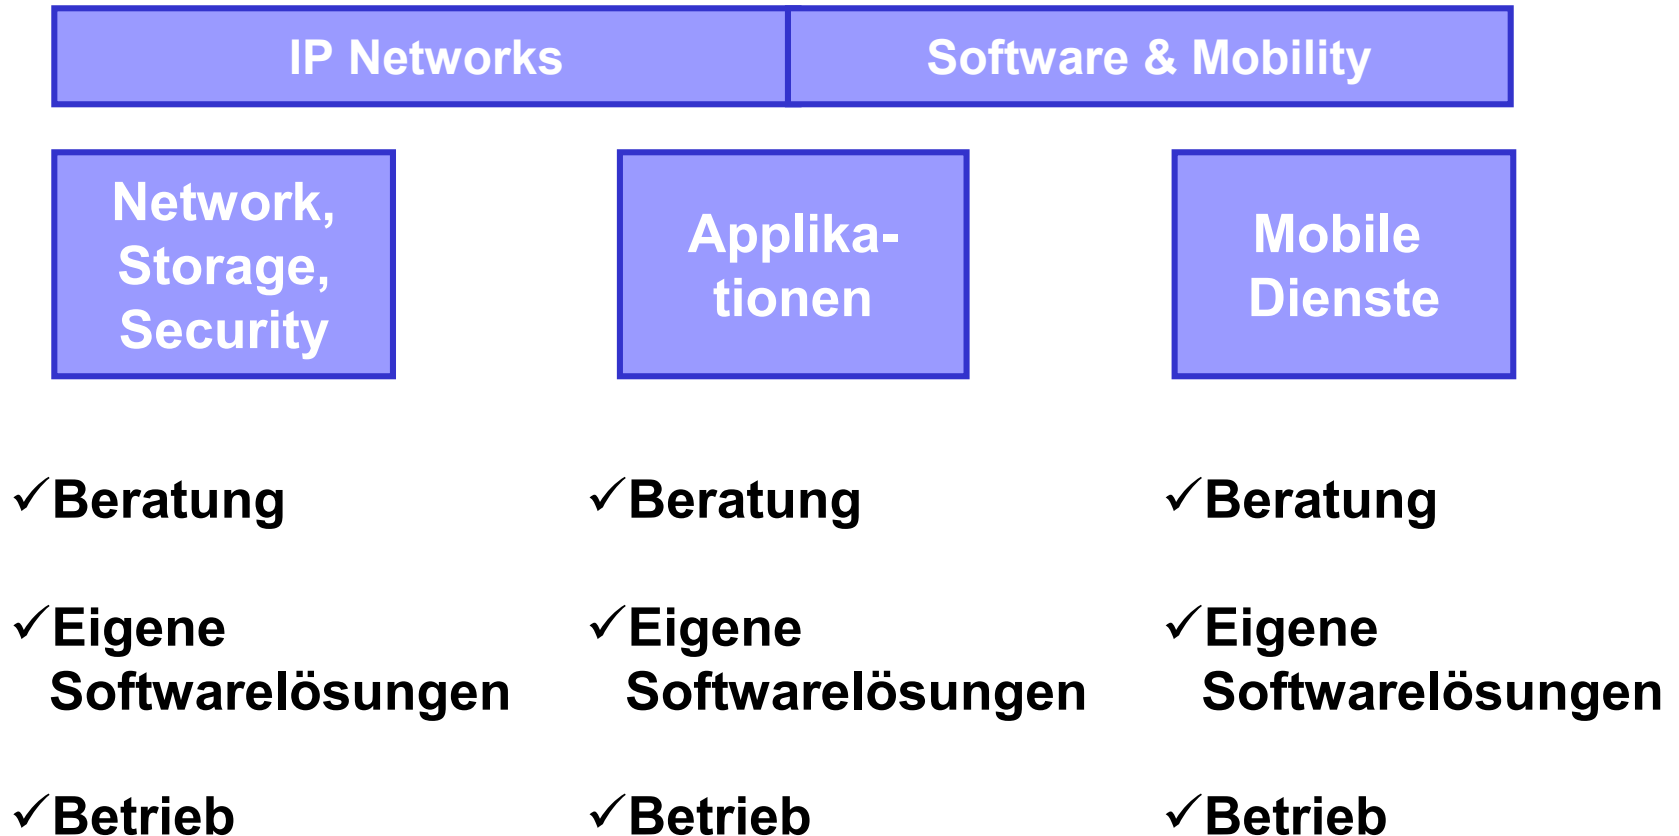 IP Networks
Software & Mobility
Network,
Storage,
Security
Applika-
tionen
Mobile
Dienste
✓Beratung
✓Eigene
Softwarelösungen
✓Betrieb
✓Beratung
✓Eigene
Softwarelösungen
✓Betrieb
✓Beratung
✓Eigene
Softwarelösungen
✓Betrieb